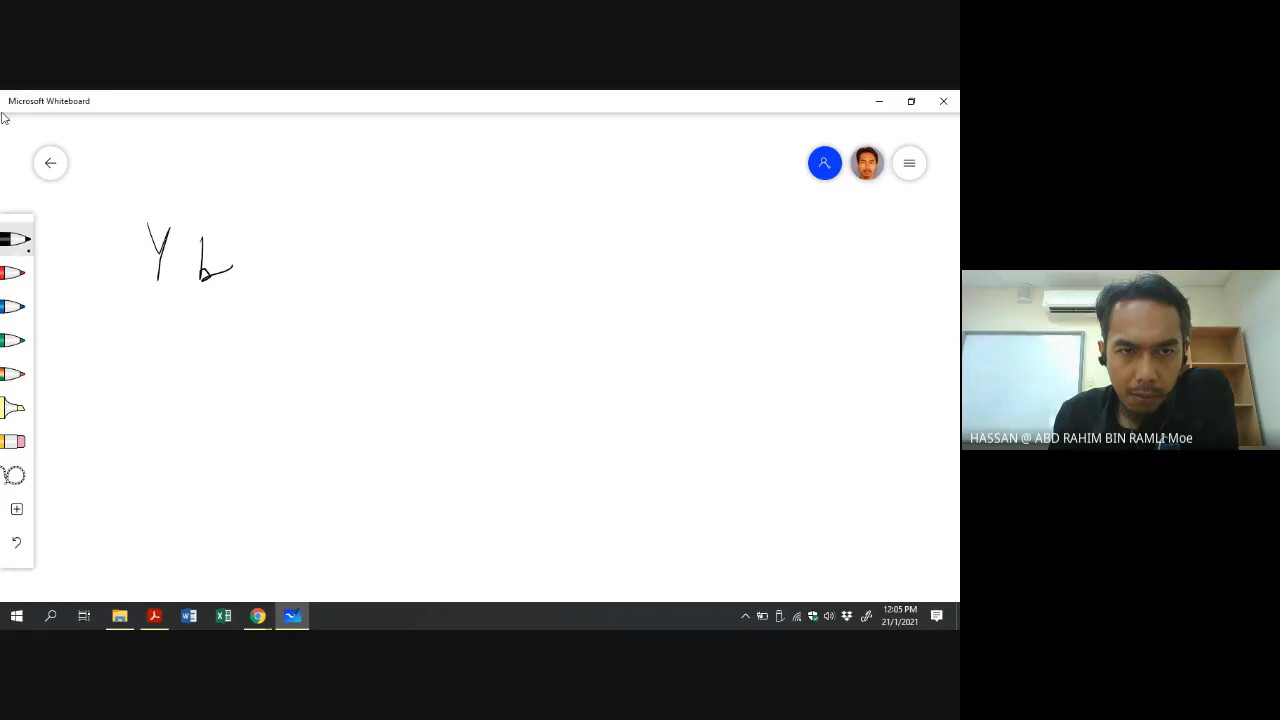 Microsoft Whiteboard
Y b
HASSAN @ ABD RAHIM BIN RAMLI Moe
12:05 PM
21/1/2021